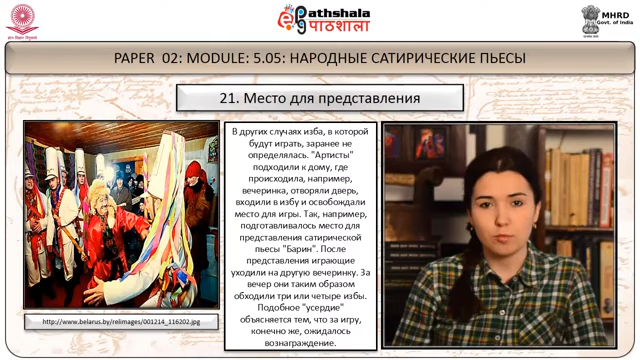 ePathshala
पाठशाला
MHRD
Govt. of India
PAPER 02: MODULE: 5.05: НАРОДНЫЕ САТИРИЧЕСКИЕ ПЬЕСЫ
21. Место для представления
В других случаях изба, в которой
будут играть, заранее не
определялась. "Артисты"
подходили к дому, где
происходила, например,
вечеринка, отворяли дверь,
входили в избу и освобождали
место для игры. Так, например,
подготавливалось место для
представления сатирической
пьесы "Барин". После
представления играющие
уходили на другую вечеринку. За
вечер они таким образом
обходили три или четыре избы.
Подобное "усердие"
объясняется тем, что за игру,
конечно же, ожидалось
вознаграждение.
http://www.belarus.by/relimages/001214_116202.jpg